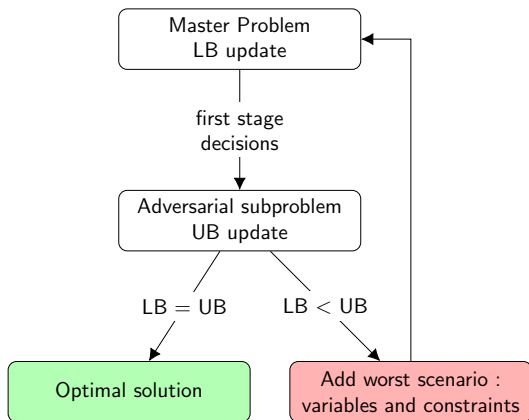 Master Problem
LB update
first stage
decisions
Adversarial subproblem
UB update
LB = UB
LB < UB
Optimal solution
Add worst scenario :
variables and constraints